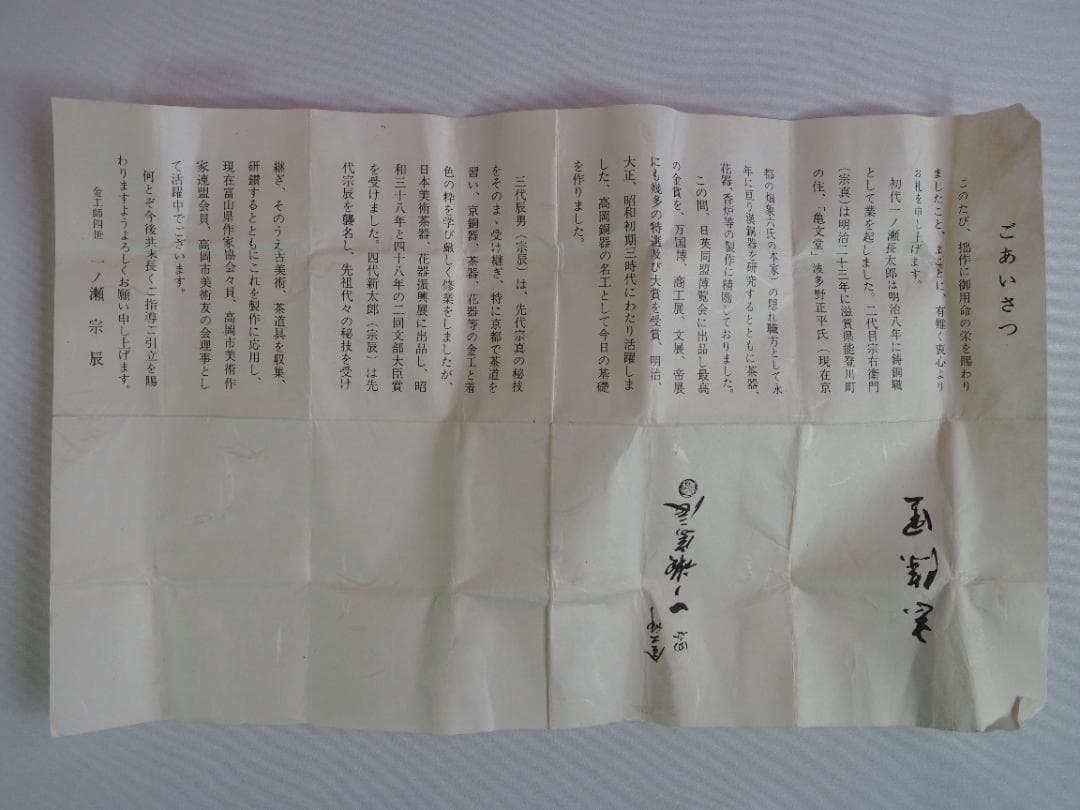 ごあいさつ
このたび、拙作に御用命の栄を賜わり
ましたこと、まことに、有難く衷心より
お礼を申し上げます。
初代一ノ瀬長太郎は明治八年に鋳銅職
として業を起しました。二代目宗右衛門
(宗真)は明治二十三年に滋賀県能登川町
の住、「亀文堂」波多野正平氏(現在京
都の 象六氏の本家)の隠れ職方として永
年に亘り漢銅器を研究するとともに茶器、
花器、香炉等の製作に精励しておりました。
この間、日英同盟博覧会に出品し最高
の金賞を、万国博、商工展、文展、帝展
にも幾多の特選及び大賞を受賞、明治、
大正、昭和初期三時代にわたり活躍しま
した。高岡銅器の名工として今日の基礎
を作りました。
三代辰男(宗辰)は、先代宗真の秘技
をそのまゝ受け継ぎ、特に京都で茶道を
習い、京銅器、茶器、花器等の金工と着
色の粋を学び厳しく修業をしましたが、
日本美術茶器、花器振興展に出品し、昭
和三十八年と四十八年の二回文部大臣賞
を受けました。四代新太郎(宗辰)は先
代宗辰を襲名し、先祖代々の秘技を受け
継ぎ、そのうえ古美術、茶道具を収集、
研鑽するとともにこれを製作に応用し、
現在富山県作家協会々員、高岡市美術作
家連盟会員、高岡市美術友の会理事とし
て活躍中でございます。
何とぞ今後共末長くご指導ご引立を賜
わりますようよろしくお願い申し上げます。
金工師四世 一ノ瀬宗辰
金工師
四世
一ノ瀬宗辰